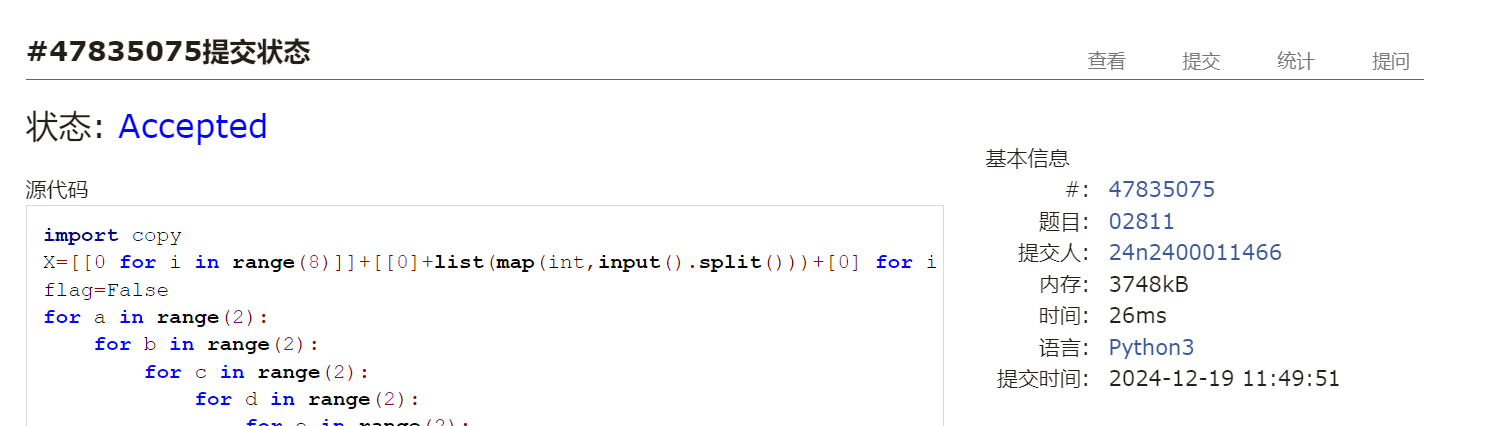 #47835075提交状态
查看 提交 统计 提问
状态: Accepted
源代码
import copy
X=[[0 for i in range(8)]]+[[0]+list(map(int,input().split()))+[0] for i
flag=False
for a in range(2):
    for b in range(2):
        for c in range(2):
            for d in range(2):
                for e in range(2):
基本信息
#: 47835075
题目: 02811
提交人: 24n2400011466
内存: 3748kB
时间: 26ms
语言: Python3
提交时间: 2024-12-19 11:49:51